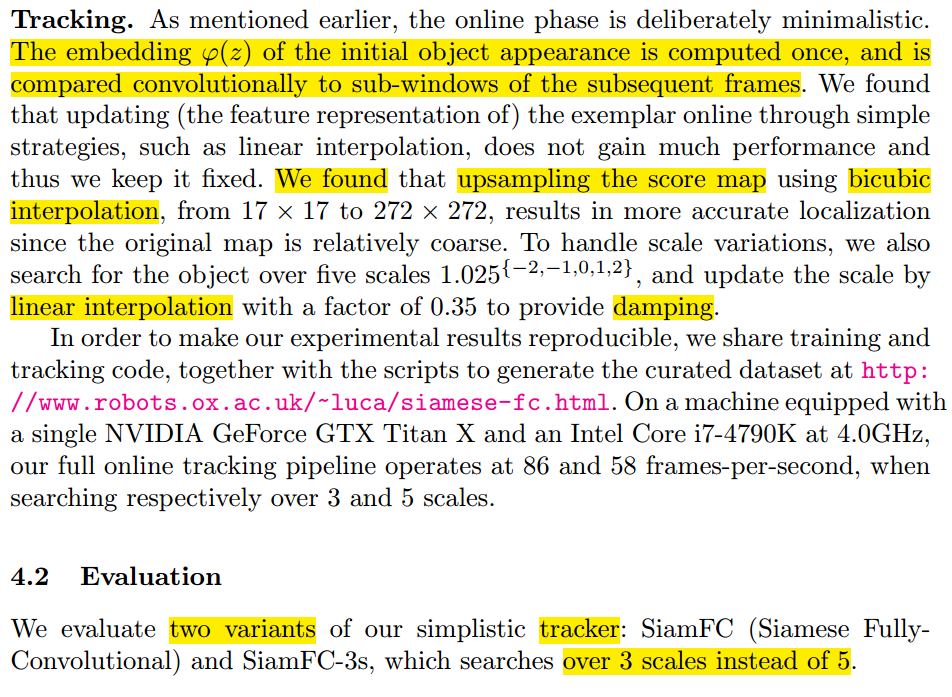 Tracking. As mentioned earlier, the online phase is deliberately minimalistic.
The embedding φ(z) of the initial object appearance is computed once, and is
compared convolutionally to sub-windows of the subsequent frames. We found
that updating (the feature representation of) the exemplar online through simple
strategies, such as linear interpolation, does not gain much performance and
thus we keep it fixed. We found that upsampling the score map using bicubic
interpolation, from 17 × 17 to 272 × 272, results in more accurate localization
since the original map is relatively coarse. To handle scale variations, we also
search for the object over five scales 1.025^{−2,−1,0,1,2}, and update the scale by
linear interpolation with a factor of 0.35 to provide damping.
In order to make our experimental results reproducible, we share training and
tracking code, together with the scripts to generate the curated dataset at http:
//www.robots.ox.ac.uk/~luca/siamese-fc.html. On a machine equipped with
a single NVIDIA GeForce GTX Titan X and an Intel Core i7-4790K at 4.0GHz,
our full online tracking pipeline operates at 86 and 58 frames-per-second, when
searching respectively over 3 and 5 scales.
4.2 Evaluation
We evaluate two variants of our simplistic tracker: SiamFC (Siamese Fully-
Convolutional) and SiamFC-3s, which searches over 3 scales instead of 5.